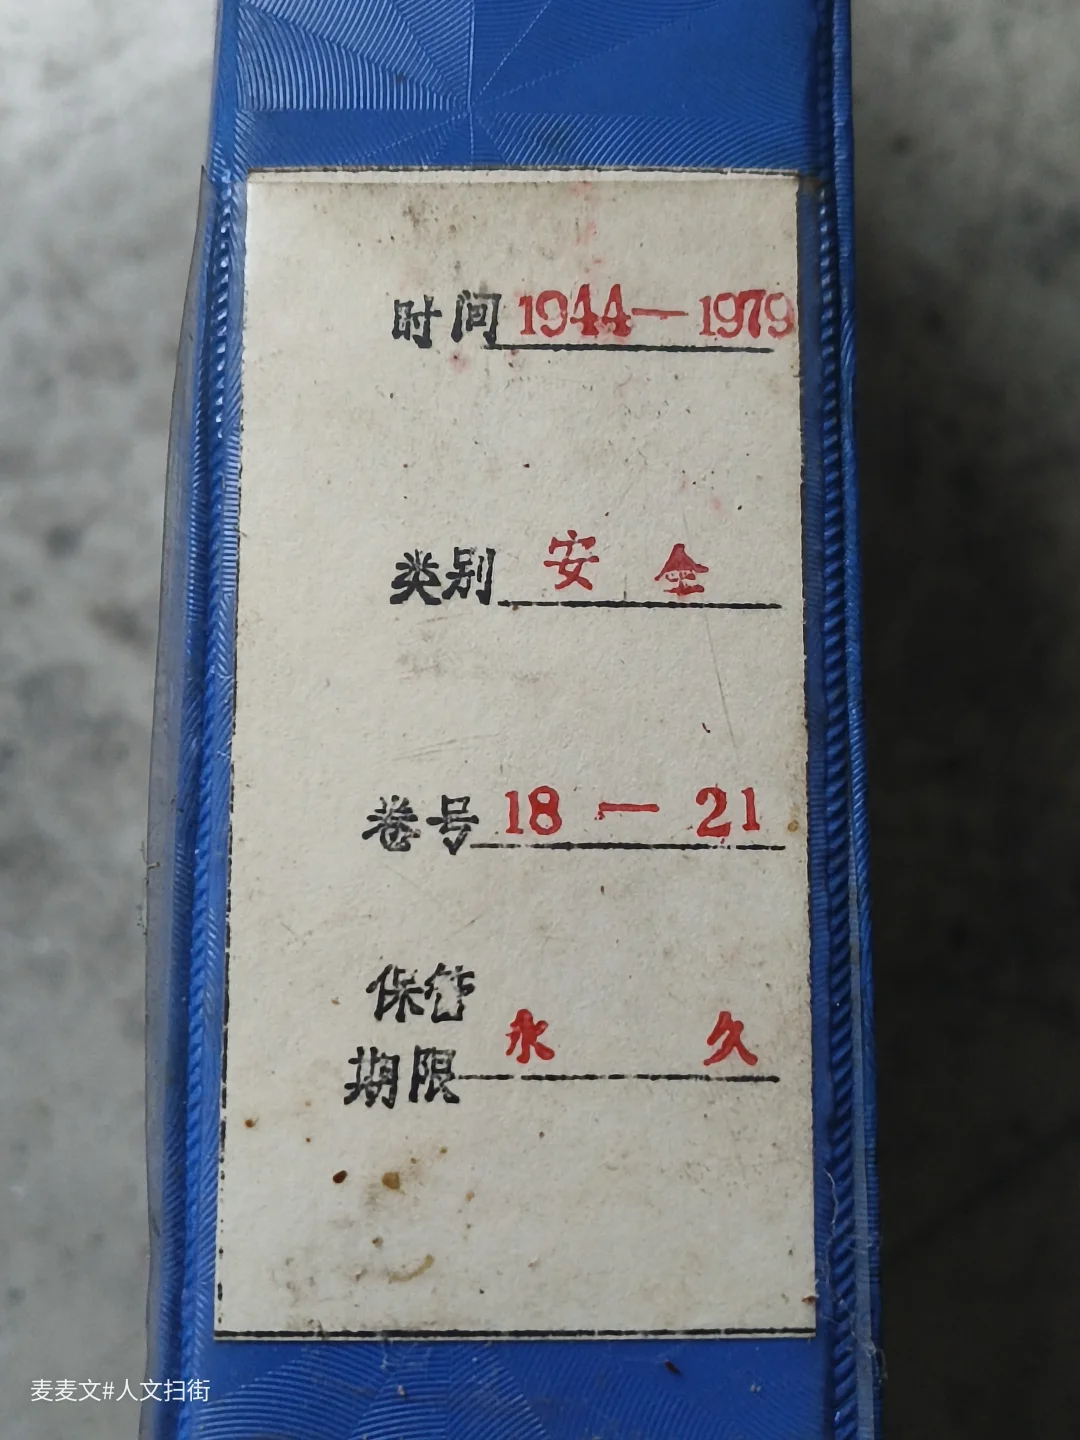 时间 1944—1979
类别 安全
卷号 18—21
保管
期限 永久
麦麦文#人文扫街